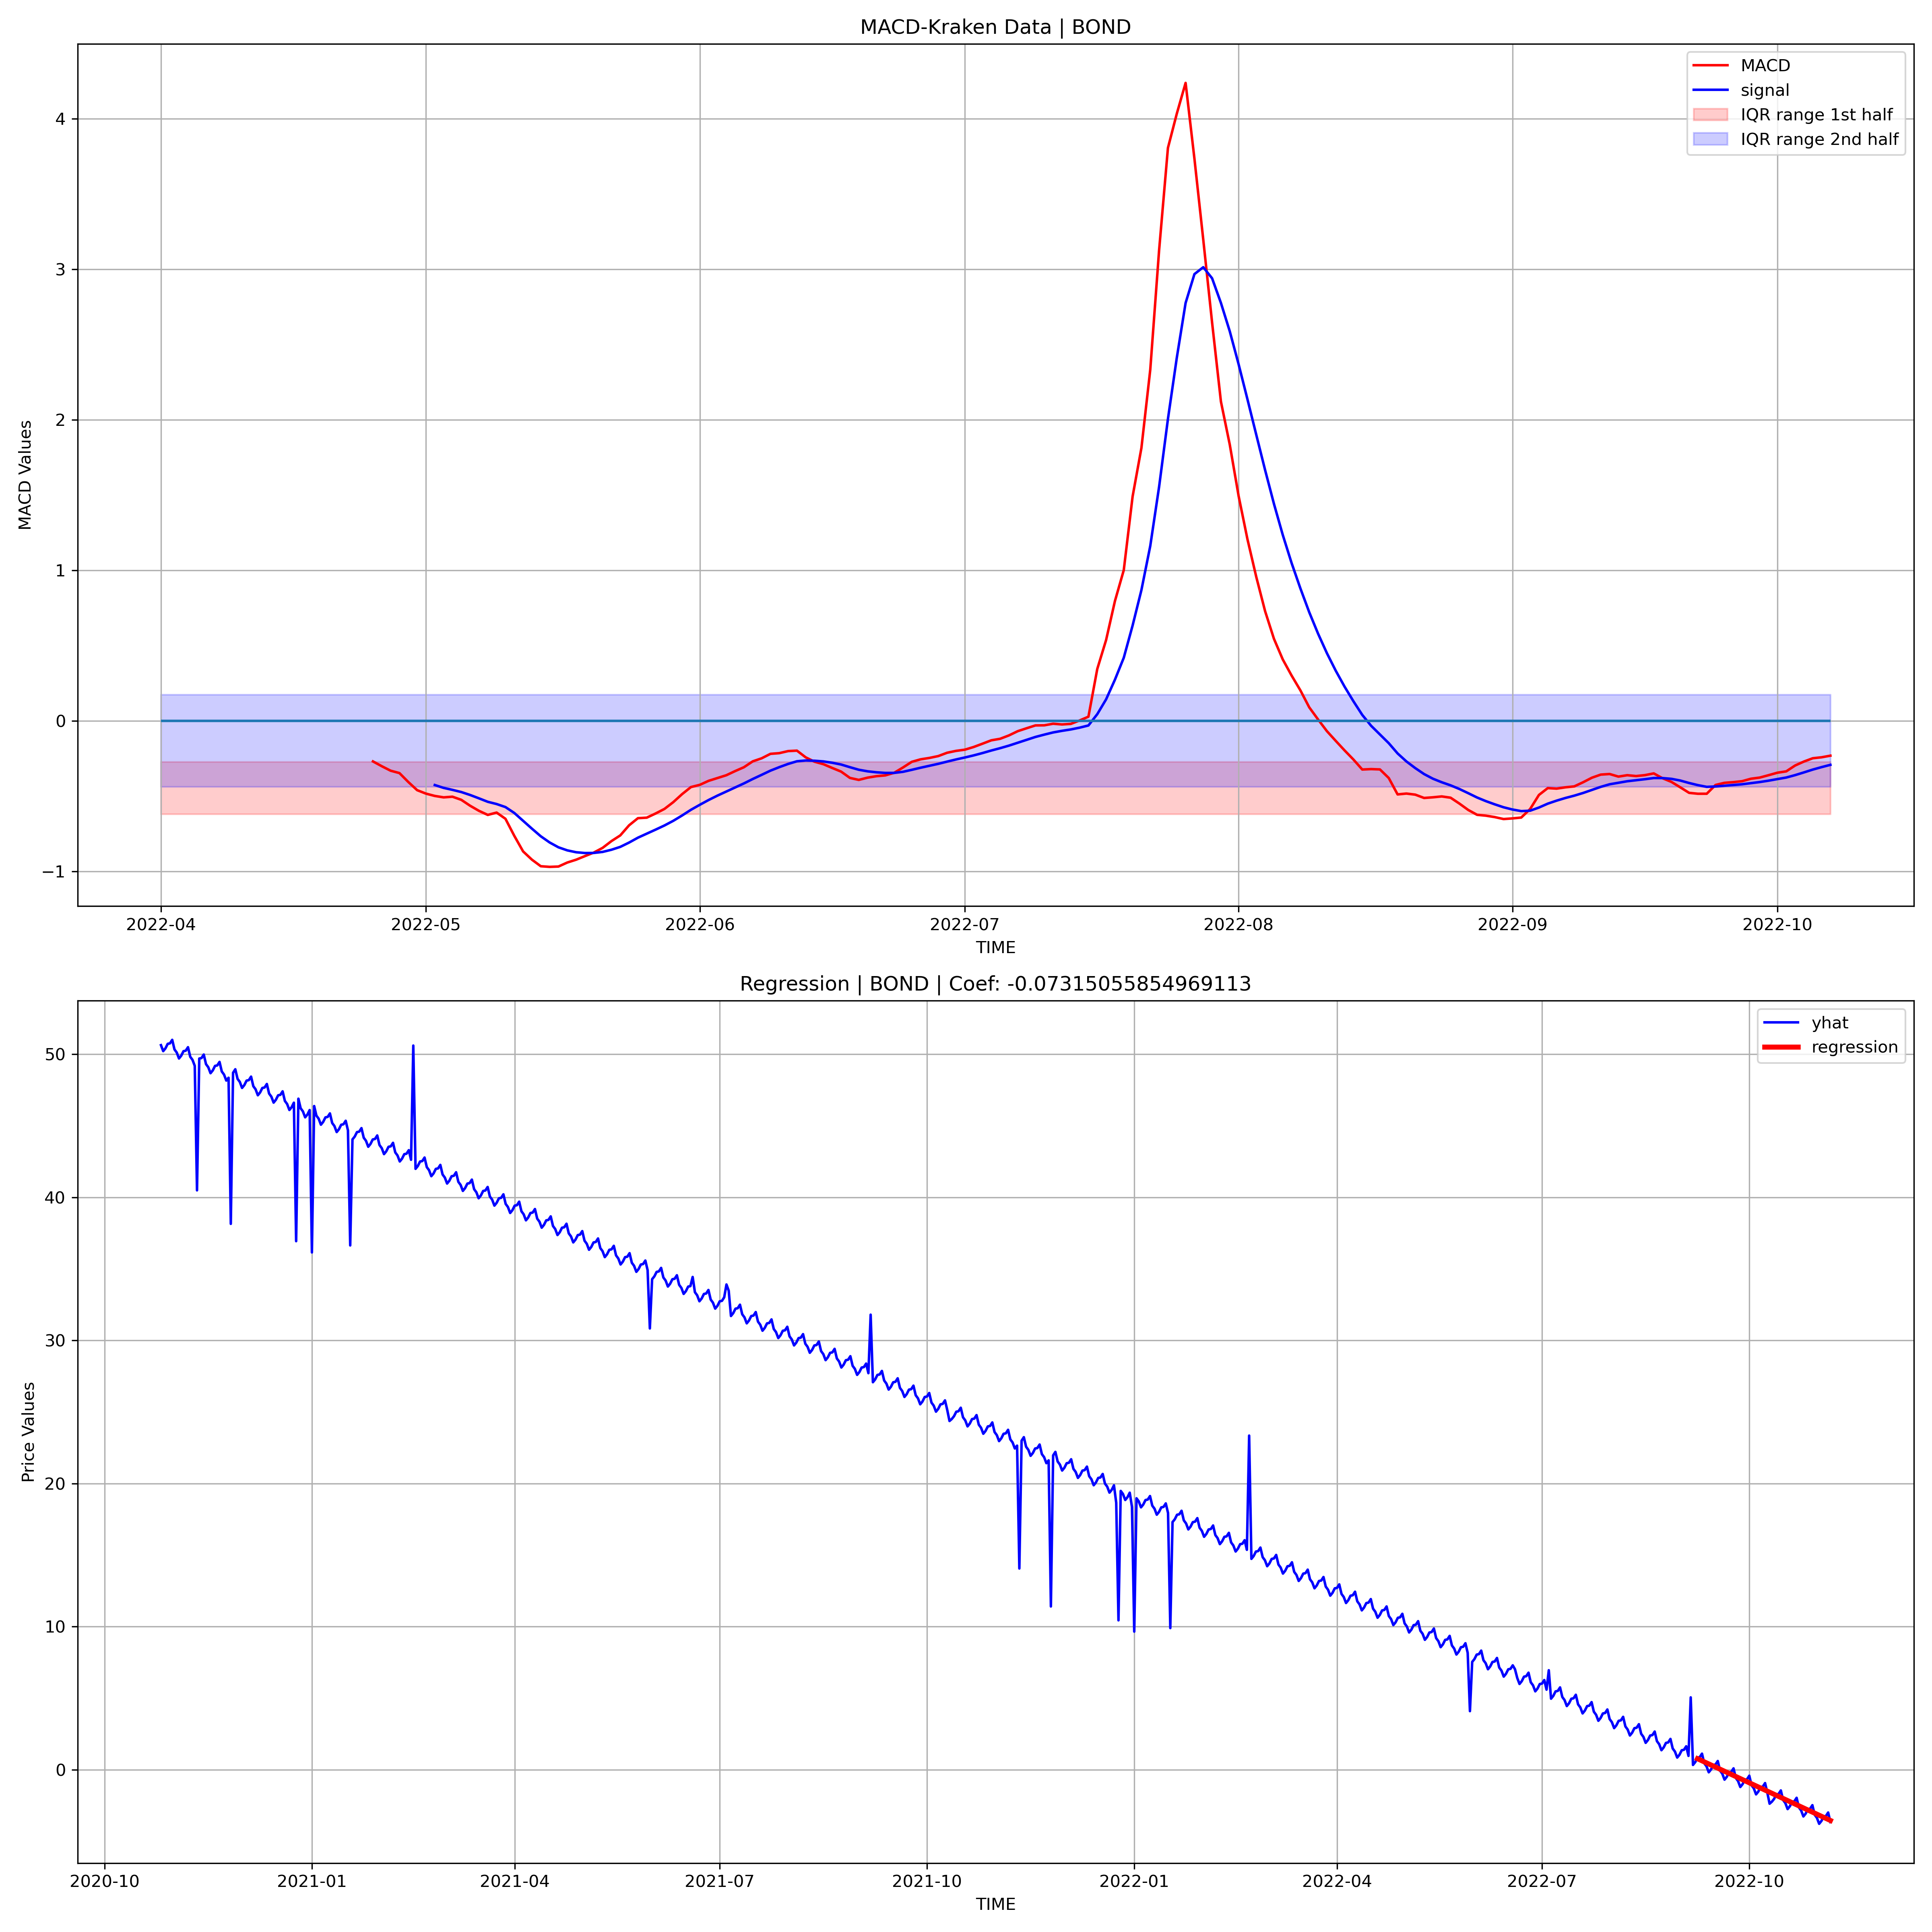 MACD-Kraken Data | BOND
MACD
signal
IQR range 1st half
IQR range 2nd half
MACD Values
4
3
2
1
0
−1
2022-04 2022-05 2022-06 2022-07 2022-08 2022-09 2022-10
TIME
Regression | BOND | Coef: -0.07315055854969113
yhat
regression
Price Values
50
40
30
20
10
0
2020-10 2021-01 2021-04 2021-07 2021-10 2022-01 2022-04 2022-07 2022-10
TIME